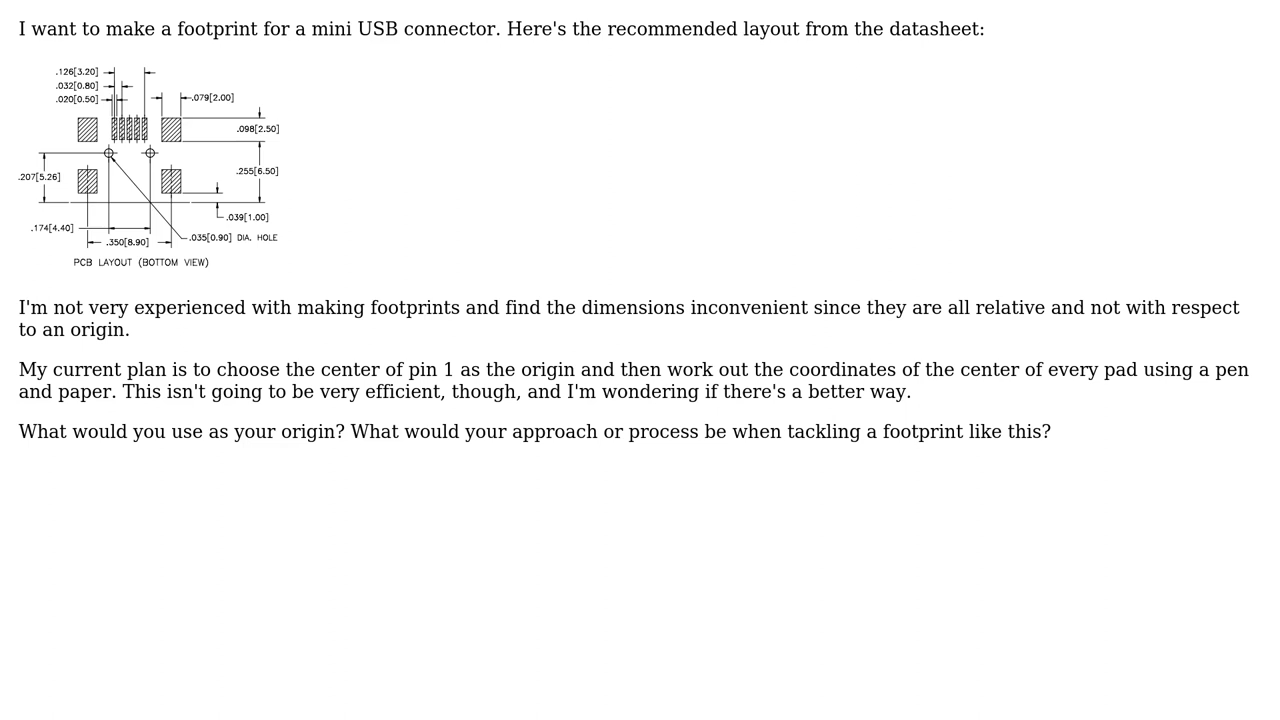 I want to make a footprint for a mini USB connector. Here's the recommended layout from the datasheet:
.126[3.20]
.032[0.80]
.020[0.50]
.079[2.00]
.098[2.50]
.207[5.26]
.255[6.50]
.039[1.00]
.174[4.40]
.035[0.90] DIA. HOLE
.350[8.90]
PCB LAYOUT (BOTTOM VIEW)
I'm not very experienced with making footprints and find the dimensions inconvenient since they are all relative and not with respect
to an origin.
My current plan is to choose the center of pin 1 as the origin and then work out the coordinates of the center of every pad using a pen
and paper. This isn't going to be very efficient, though, and I'm wondering if there's a better way.
What would you use as your origin? What would your approach or process be when tackling a footprint like this?